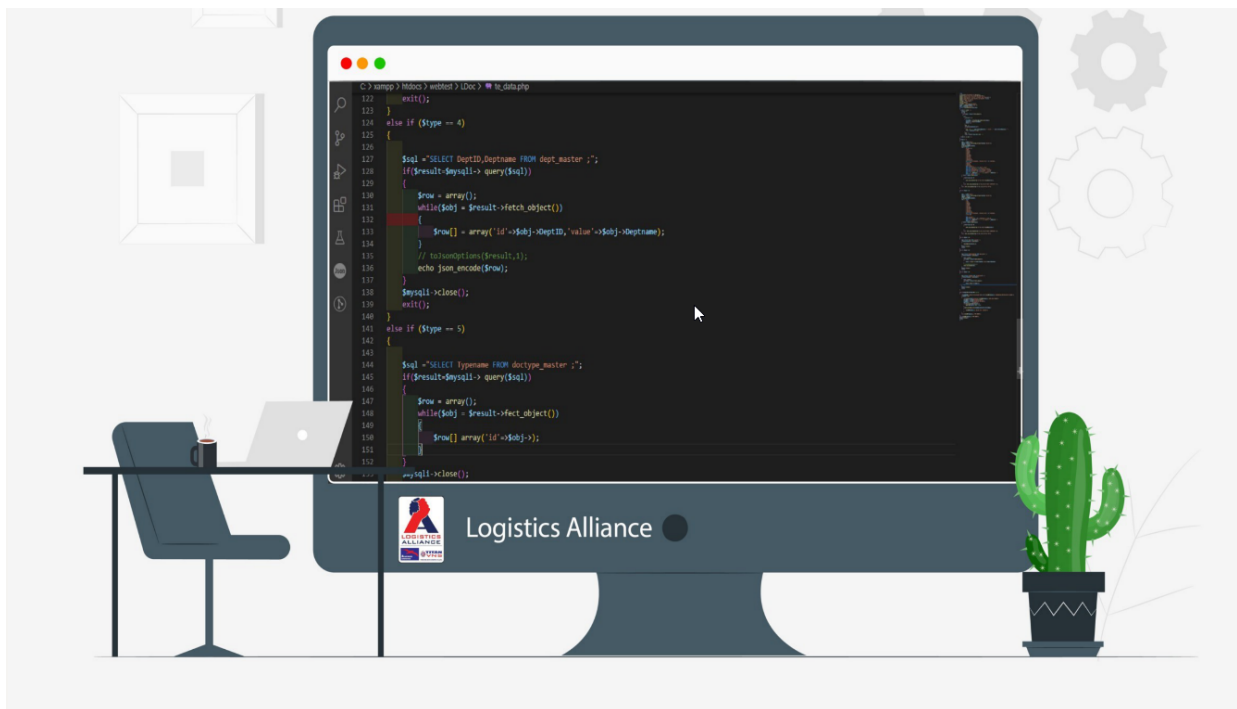 C: > xampp > htdocs > webtest > LDoc > te_data.php
122 exit();
123 }
124 else if ($type == 4)
125 {
126
127 $sql ="SELECT DeptID,Deptname FROM dept_master ;";
128 if($result=$mysqli-> query($sql))
129 {
130 $row = array();
131 while($obj = $result->fetch_object())
132 {
133 $row[] = array('id'=>$obj->DeptID,'value'=>$obj->Deptname);
134 }
135 // toJsonOptions($result,1);
136 echo json_encode($row);
137 }
138 $mysqli->close();
139 exit();
140 }
141 else if ($type == 5)
142 {
143
144 $sql ="SELECT Typename FROM doctype_master ;";
145 if($result=$mysqli-> query($sql))
146 {
147 $row = array();
148 while($obj = $result->fect_object())
149 {
150 $row[] array('id'=>$obj->);
151 }
152 }
$mysqli->close();
LOGISTICS
ALLIANCE
Logistics Alliance